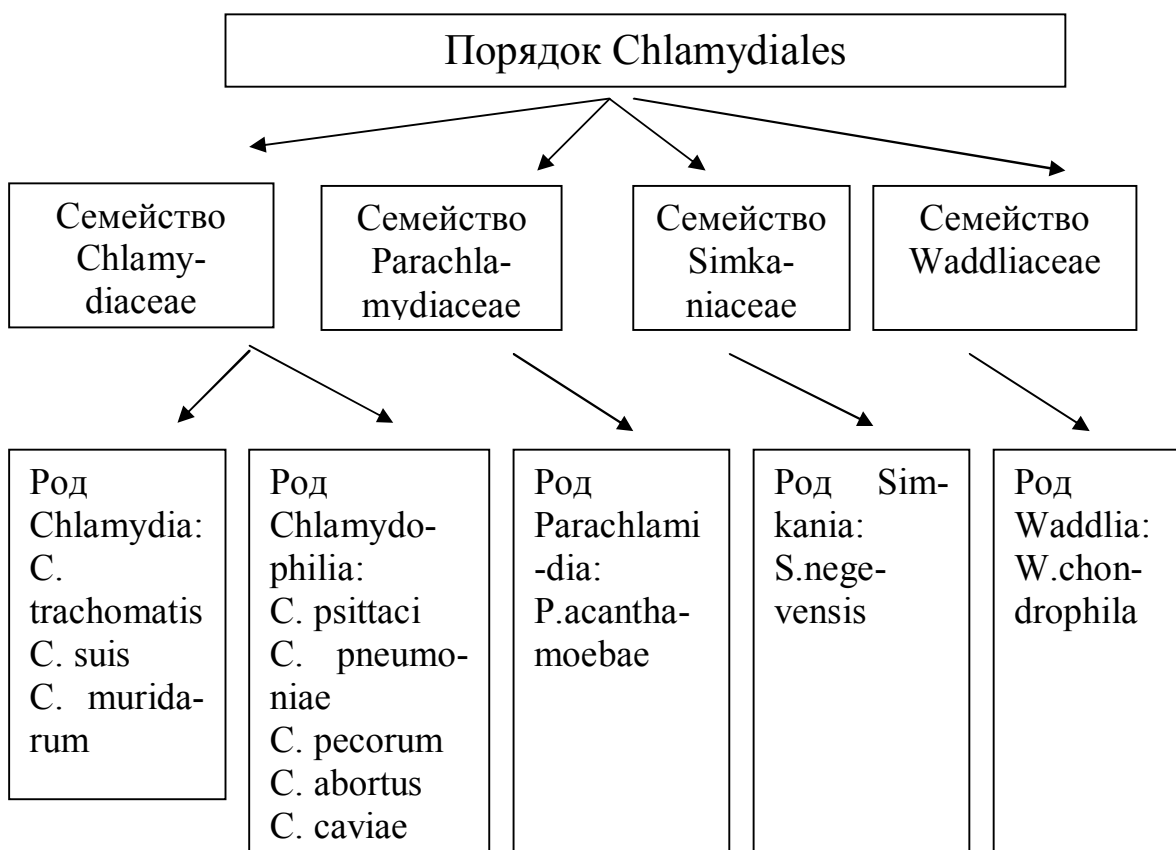 Порядок Chlamydiales
Семейство
Chlamy-
diaceae
Семейство
Parachla-
mydiaceae
Семейство
Simka-
niaceae
Семейство
Waddliaceae
Род
Chlamydia:
C.
trachomatis
C. suis
C. murida-
rum
Род
Chlamydo-
philia:
C. psittaci
C. pneumo-
niae
C. pecorum
C. abortus
C. caviae
Род
Parachlami
-dia:
P.acantha-
moebae
Род Sim-
kania:
S.nege-
vensis
Род
Waddlia:
W.chon-
drophila